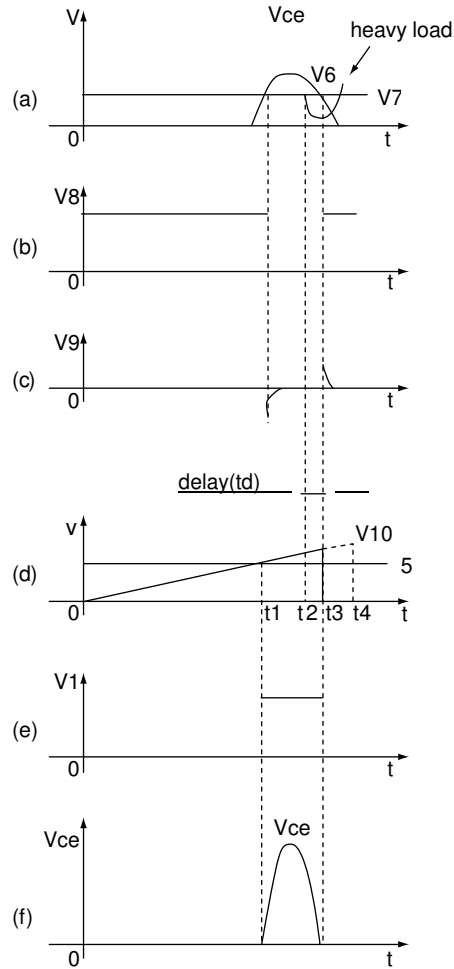 V
Vce
heavy load
V6
V7
(a)
0
t
V8
(b)
0
t
V9
(c)
0
t
delay(td)
v
V10
(d)
5
0
t1
t2
t3
t4
t
V1
(e)
0
t
Vce
Vce
(f)
0
t